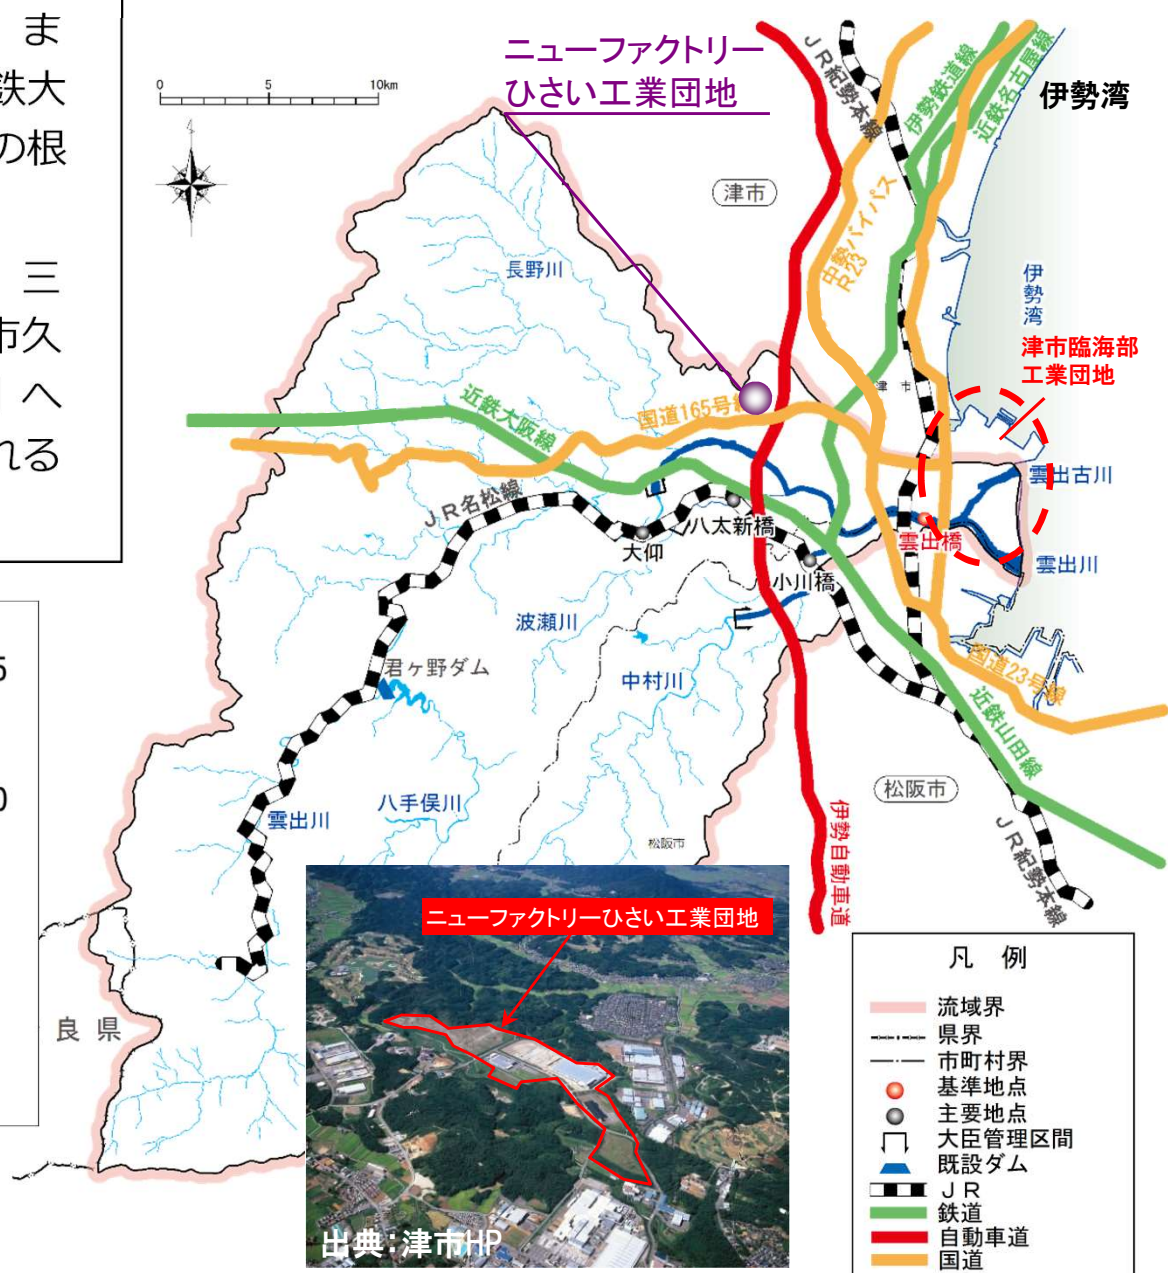 ま
鉄大
の根
三
市久
」へ
れる
5
0
0 5 10km
ニューファクトリー
ひさい工業団地
JR紀勢本線
伊勢鉄道線
近鉄名古屋線
伊勢湾
津市
中勢バイパス
R23
長野川
伊勢湾
津市臨海部
工業団地
津市
近鉄大阪線
国道165号線
JR名松線
大仰
八太新橋
小川橋
雲出橋
雲出古川
雲出川
波瀬川
中村川
君ヶ野ダム
国道23号線
近鉄山田線
八手俣川
雲出川
松阪市
松阪市
伊勢自動車道
JR紀勢本線
良県
ニューファクトリーひさい工業団地
出典:津市HP
凡 例
流域界
県界
市町村界
基準地点
主要地点
大臣管理区間
既設ダム
JR
鉄道
自動車道
国道